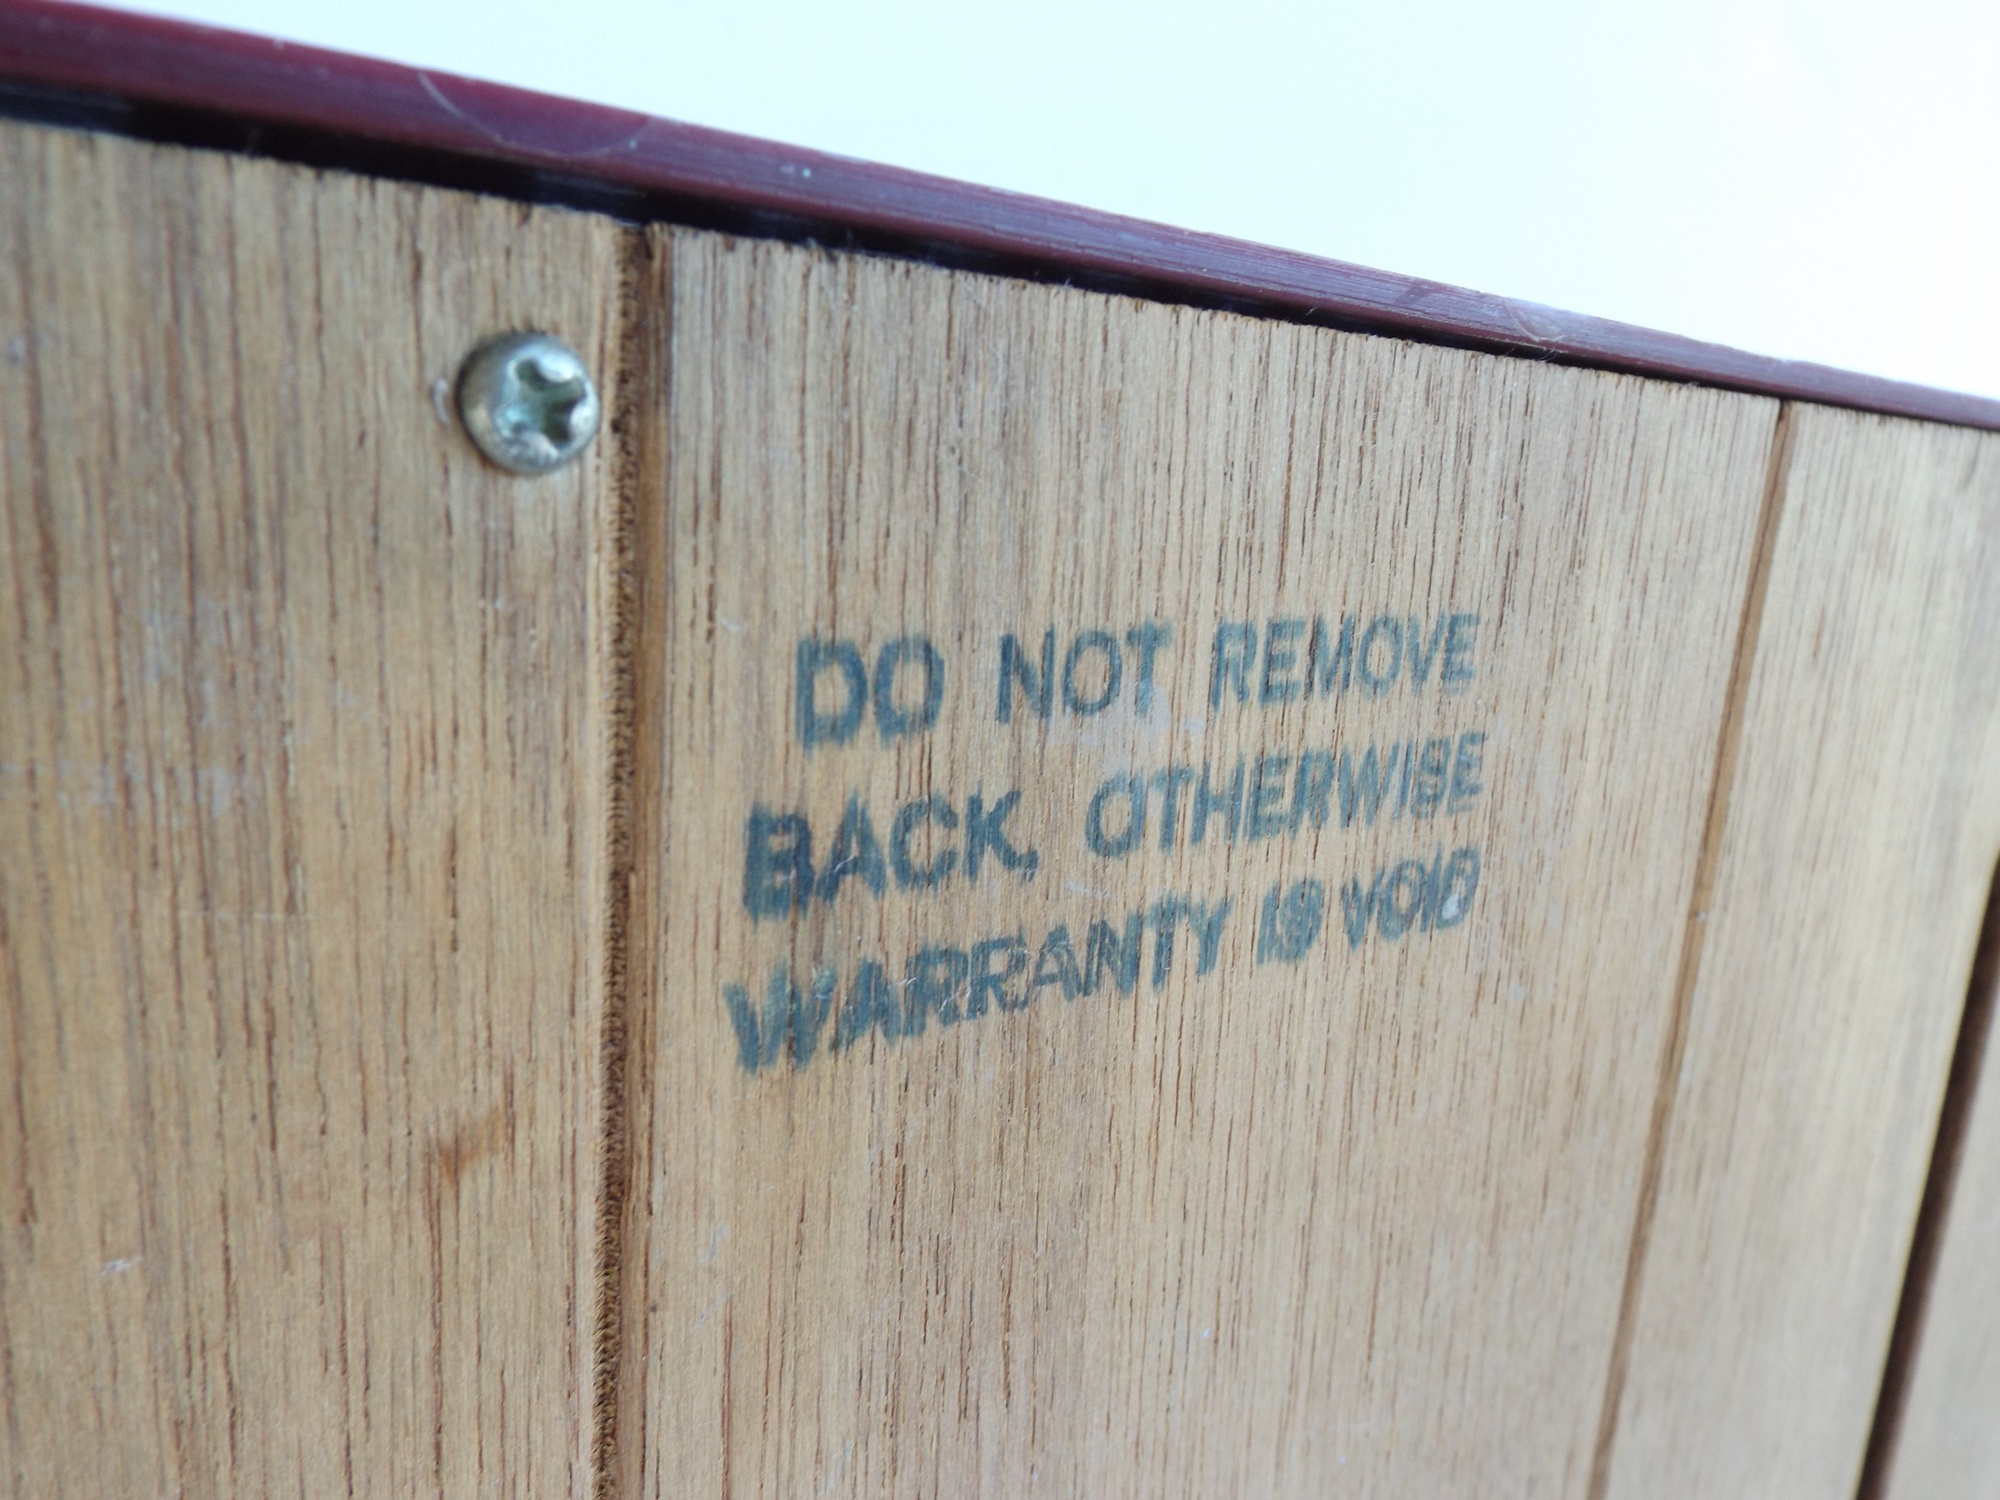 DO NOT REMOVE
BACK, OTHERWISE
WARRANTY IS VOID